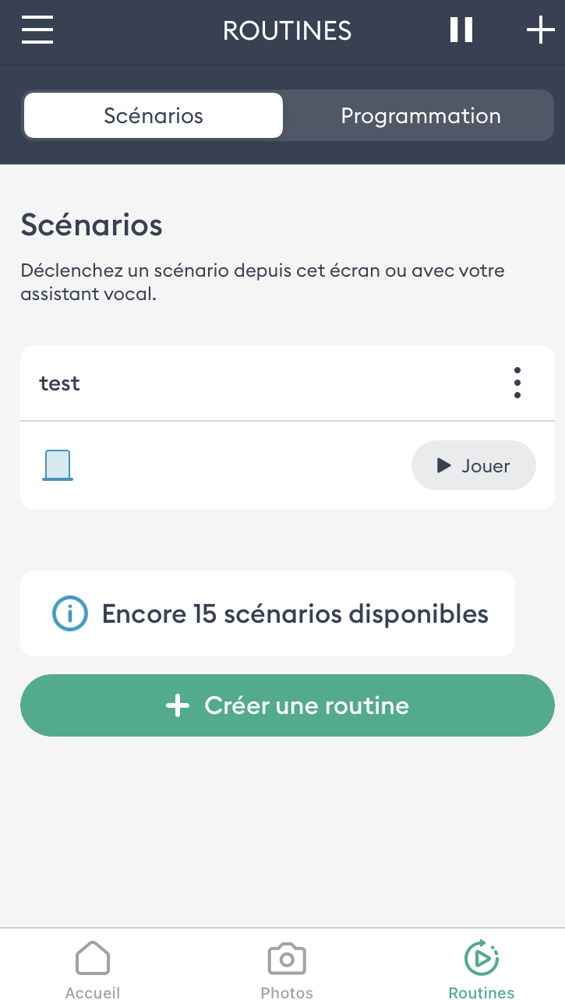 ROUTINES
Scénarios
Programmation
Scénarios
Déclenchez un scénario depuis cet écran ou avec votre
assistant vocal.
test
Jouer
Encore 15 scénarios disponibles
Créer une routine
Accueil
Photos
Routines